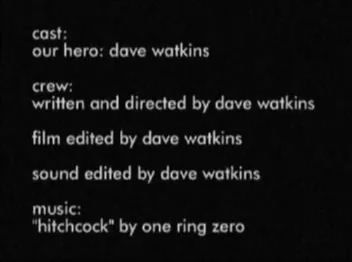 cast:
our hero: dave watkins
crew:
written and directed by dave watkins
film edited by dave watkins
sound edited by dave watkins
music:
"hitchcock" by one ring zero